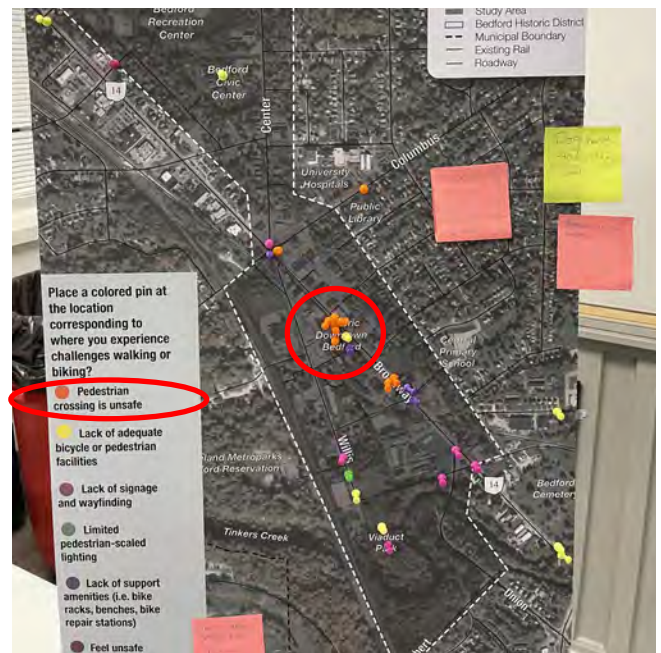 Bedford
Recreation
Center
Study Area
Bedford Historic District
Municipal Boundary
Existing Rail
Roadway
14
Bedford
Civic
Center
Center
Columbus
University
Hospitals
Public
Library
Place a colored pin at
the location
corresponding to
where you experience
challenges walking or
biking?
Pedestrian
crossing is unsafe
Lack of adequate
bicycle or pedestrian
facilities
Lack of signage
and wayfinding
Limited
pedestrian-scaled
lighting
Lack of support
amenities (i.e. bike
racks, benches, bike
repair stations)
Feel unsafe
Downtown
Bedford
Central
Primary
School
Broadway
Willis
land Metroparks
ford-Reservation
14
Bedford
Cemetery
Tinkers Creek
Viaduct
Park
Union